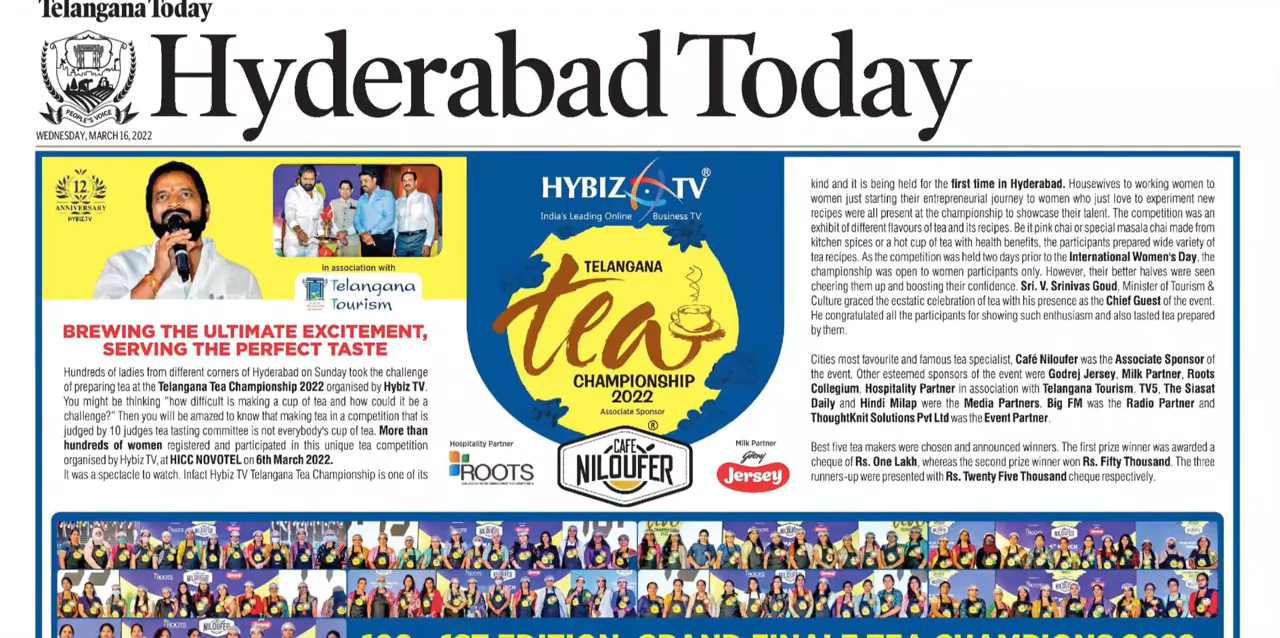 Telangana Today
Hyderabad Today
PEOPLE'S VOICE
WEDNESDAY, MARCH 16, 2022
12
ANNIVERSARY
HYBIZ.TV
In association with
Telangana
Tourism
BREWING THE ULTIMATE EXCITEMENT,
SERVING THE PERFECT TASTE
Hundreds of ladies from different corners of Hyderabad on Sunday took the challenge
of preparing tea at the Telangana Tea Championship 2022 organised by Hybiz TV.
You might be thinking "how difficult is making a cup of tea and how could it be a
challenge?" Then you will be amazed to know that making tea in a competition that is
judged by 10 judges tea tasting committee is not everybody's cup of tea. More than
hundreds of women registered and participated in this unique tea competition
organised by Hybiz TV, at HICC NOVOTEL on 6th March 2022.
It was a spectacle to watch. Infact Hybiz TV Telangana Tea Championship is one of its
HYBIZ TV®
India's Leading Online Business TV
TELANGANA
tea
CHAMPIONSHIP
2022
Associate Sponsor
®
CAFE
NILOUFER
Hospitality Partner
ROOTS
Milk Partner
Godrej
Jersey
kind and it is being held for the first time in Hyderabad. Housewives to working women to
women just starting their entrepreneurial journey to women who just love to experiment new
recipes were all present at the championship to showcase their talent. The competition was an
exhibit of different flavours of tea and its recipes. Be it pink chai or special masala chai made from
kitchen spices or a hot cup of tea with health benefits, the participants prepared wide variety of
tea recipes. As the competition was held two days prior to the International Women's Day, the
championship was open to women participants only. However, their better halves were seen
cheering them up and boosting their confidence. Sri. V. Srinivas Goud, Minister of Tourism &
Culture graced the ecstatic celebration of tea with his presence as the Chief Guest of the event.
He congratulated all the participants for showing such enthusiasm and also tasted tea prepared
by them.
Cities most favourite and famous tea specialist, Café Niloufer was the Associate Sponsor of
the event. Other esteemed sponsors of the event were Godrej Jersey, Milk Partner, Roots
Collegium, Hospitality Partner in association with Telangana Tourism. TV5, The Siasat
Daily and Hindi Milap were the Media Partners. Big FM was the Radio Partner and
ThoughtKnit Solutions Pvt Ltd was the Event Partner.
Best five tea makers were chosen and announced winners. The first prize winner was awarded a
cheque of Rs. One Lakh, whereas the second prize winner won Rs. Fifty Thousand. The three
runners-up were presented with Rs. Twenty Five Thousand cheque respectively.